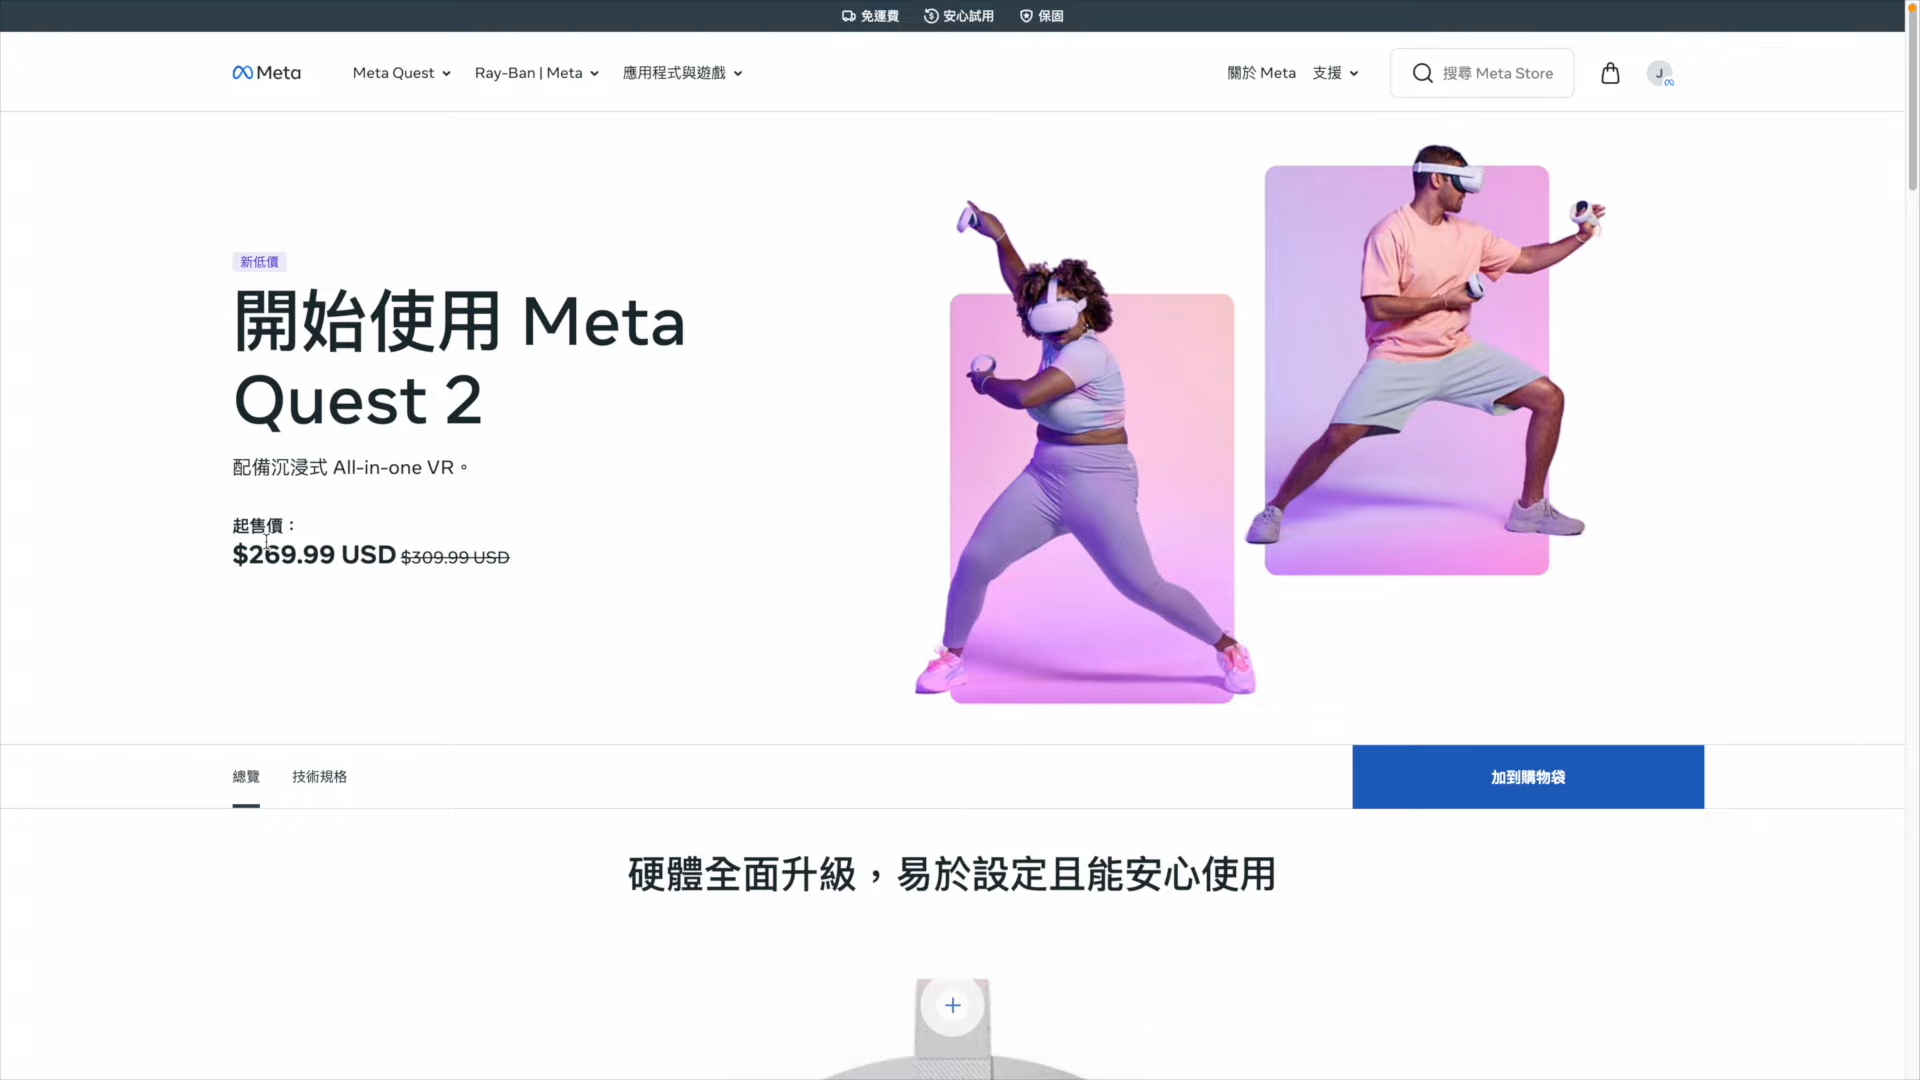 免運費 安心試用 保固
Meta Meta Quest Ray-Ban | Meta 應用程式與遊戲 關於 Meta 支援 搜尋 Meta Store J
新低價
開始使用 Meta
Quest 2
配備沉浸式 All-in-one VR。
起售價：
$269.99 USD $309.99 USD
總覽 技術規格 加到購物袋
硬體全面升級，易於設定且能安心使用